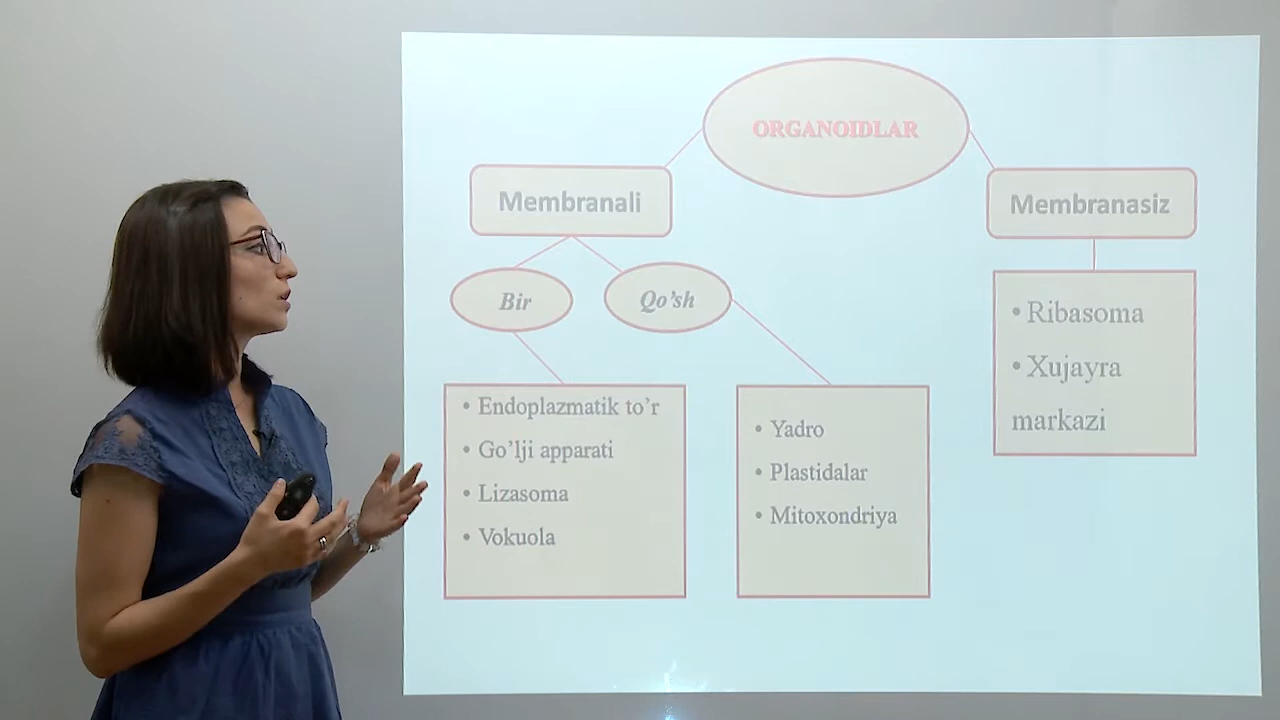 ORGANOIDLAR
Membranali
Membranasiz
Bir
Qo’sh
• Ribasoma
• Xujayra
markazi
• Endoplazmatik to’r
• Go’lji apparati
• Lizasoma
• Vokuola
• Yadro
• Plastidalar
• Mitoxondriya